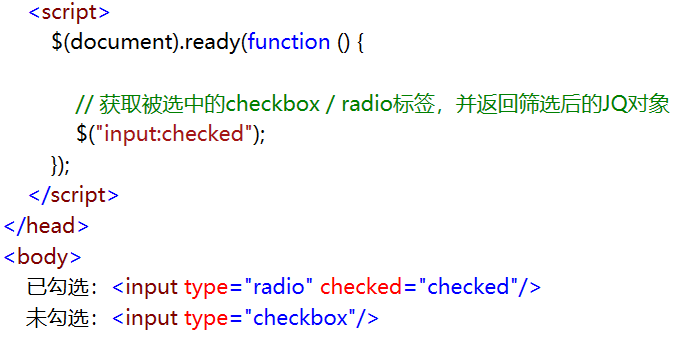 <script>
$(document).ready(function () {
// 获取被选中的checkbox / radio标签，并返回筛选后的JQ对象
$("input:checked");
});
</script>
</head>
<body>
已勾选：<input type="radio" checked="checked"/>
未勾选：<input type="checkbox"/>